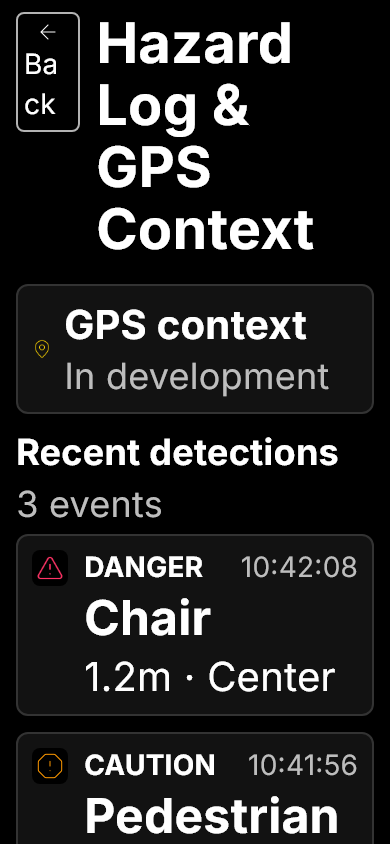 ←
Ba
ck
Hazard
Log &
GPS
Context
GPS context
In development
Recent detections
3 events
DANGER 10:42:08
Chair
1.2m · Center
CAUTION 10:41:56
Pedestrian